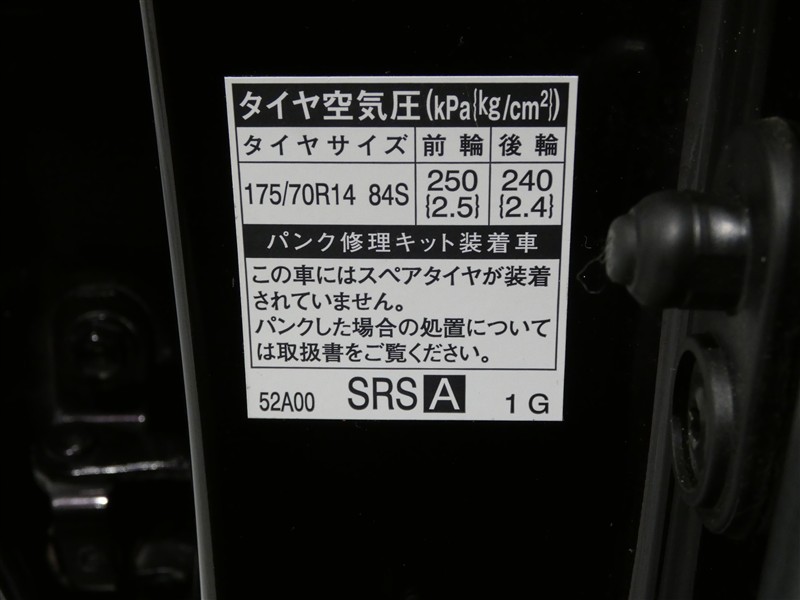 タイヤ空気圧(kPa{kg/cm²})
タイヤサイズ 前輪 後輪
175/70R14 84S 250 240
{2.5} {2.4}
パンク修理キット装着車
この車にはスペアタイヤが装着
されていません。
パンクした場合の処置について
は取扱書をご覧ください。
52A00 SRS A 1G